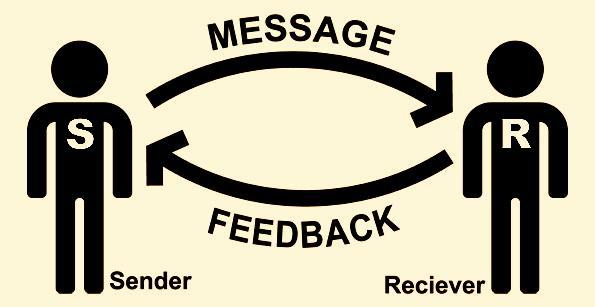 MESSAGE
S
R
FEEDBACK
Sender
Reciever